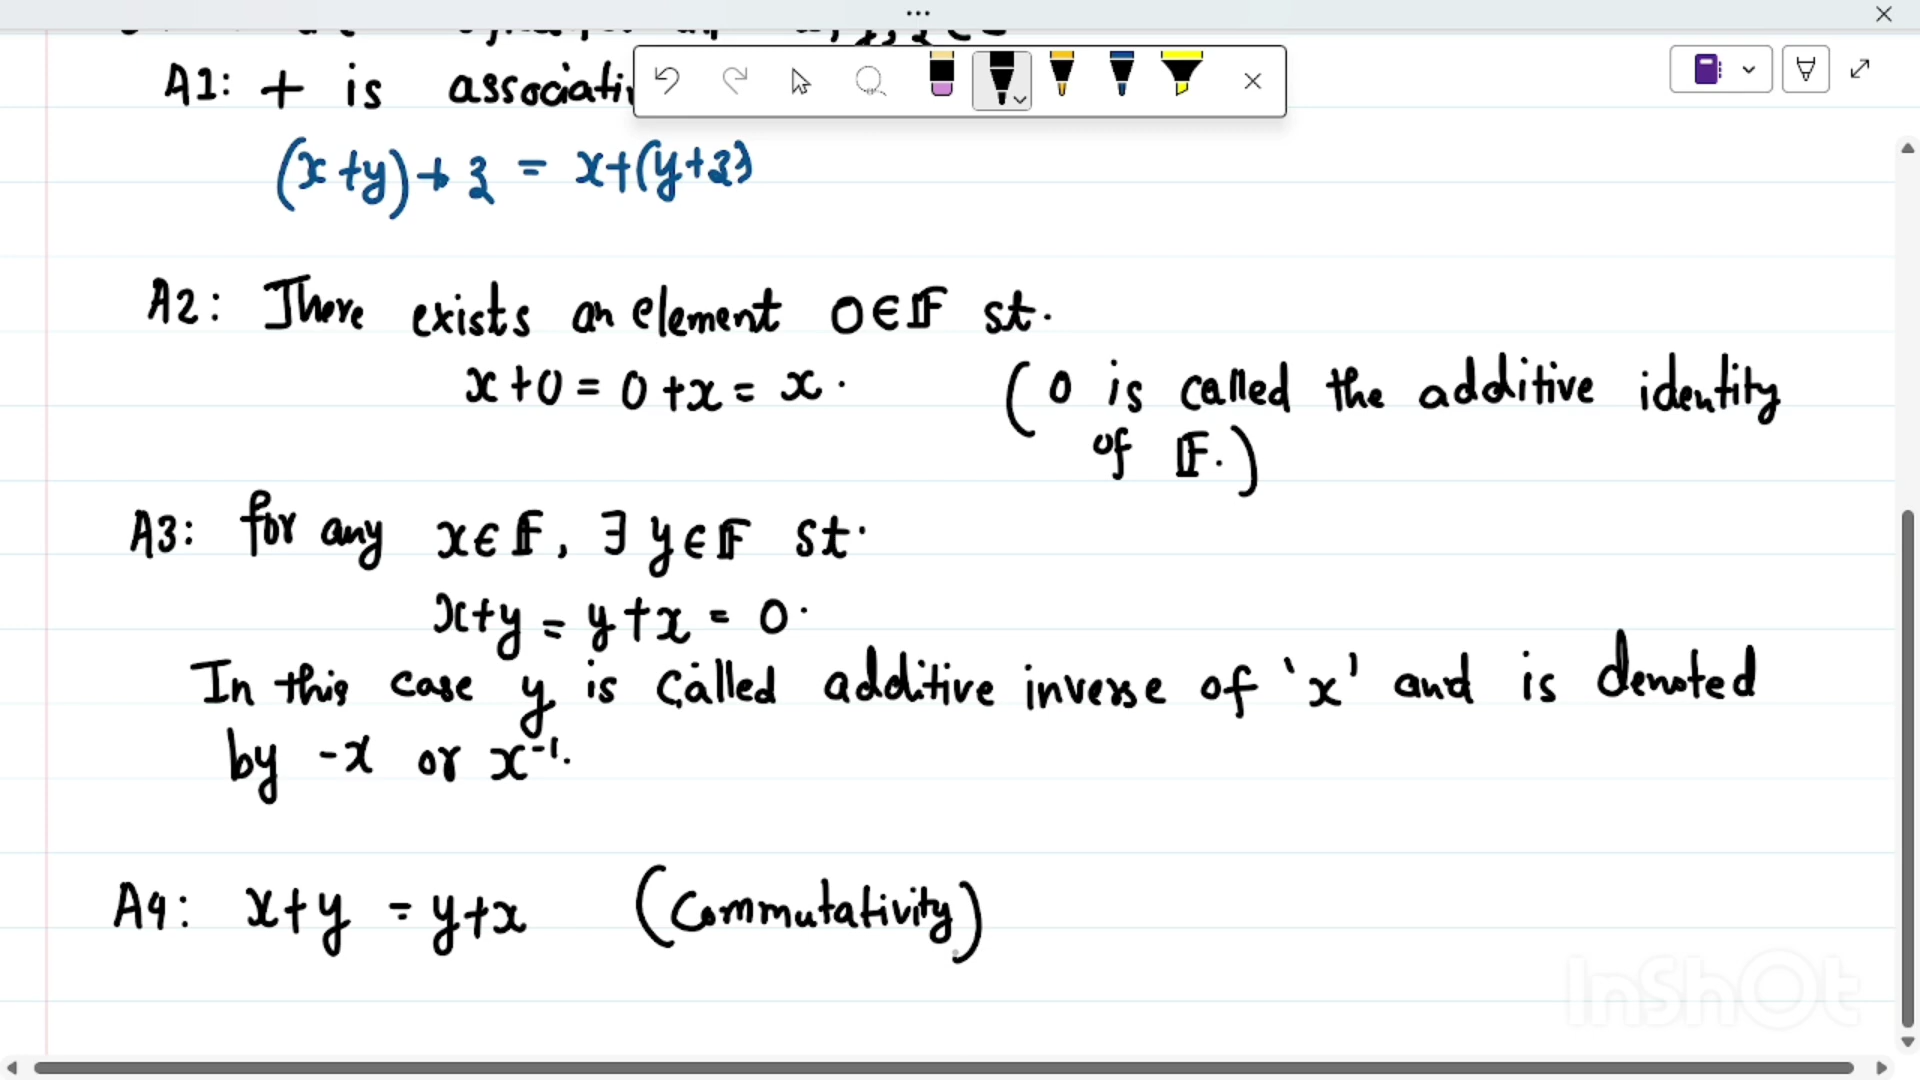 A1: + is associati
(x+y)+z = x+(y+z)
A2: There exists an element 0∈𝔽 st.
x+0 = 0+x = x. (0 is called the additive identity
of 𝔽.)
A3: for any x∈𝔽, ∃ y∈𝔽 st.
x+y = y+x = 0.
In this case y is called additive inverse of 'x' and is denoted
by -x or x⁻¹.
A4: x+y = y+x (Commutativity)
InShOt